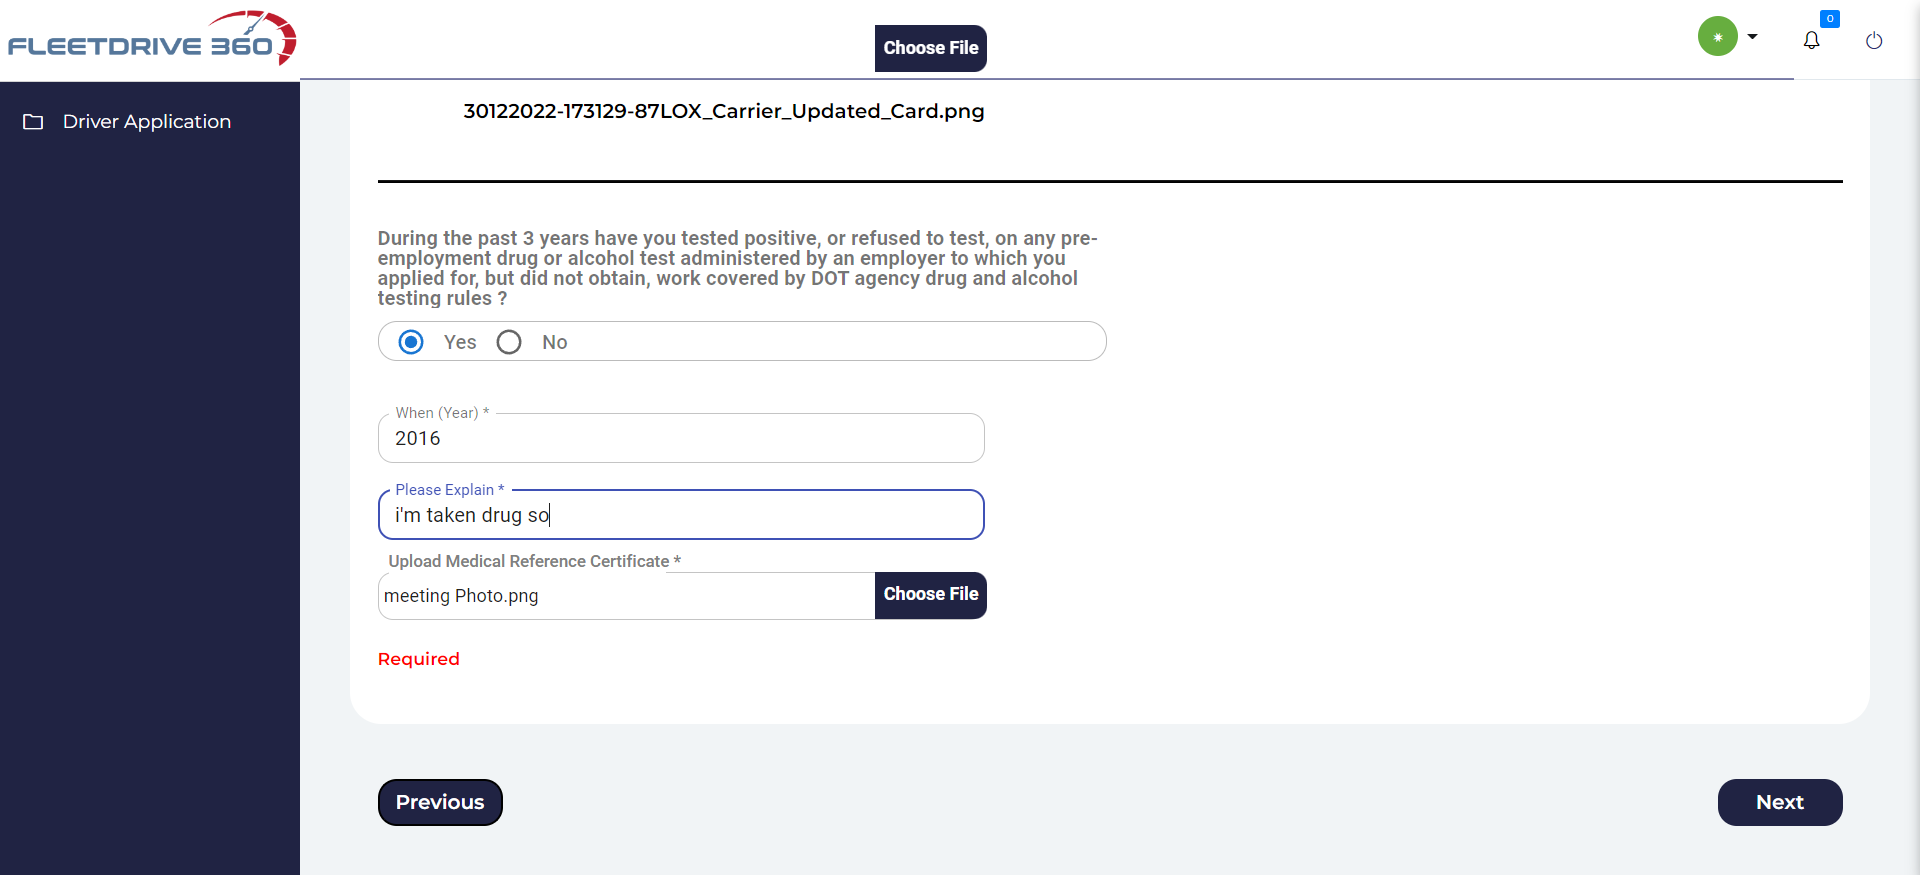 FLEETDRIVE 360
Choose File
0
Driver Application
30122022-173129-87LOX_Carrier_Updated_Card.png
During the past 3 years have you tested positive, or refused to test, on any pre-
employment drug or alcohol test administered by an employer to which you
applied for, but did not obtain, work covered by DOT agency drug and alcohol
testing rules ?
Yes No
When (Year) *
2016
Please Explain *
i'm taken drug so
Upload Medical Reference Certificate *
meeting Photo.png
Choose File
Required
Previous
Next